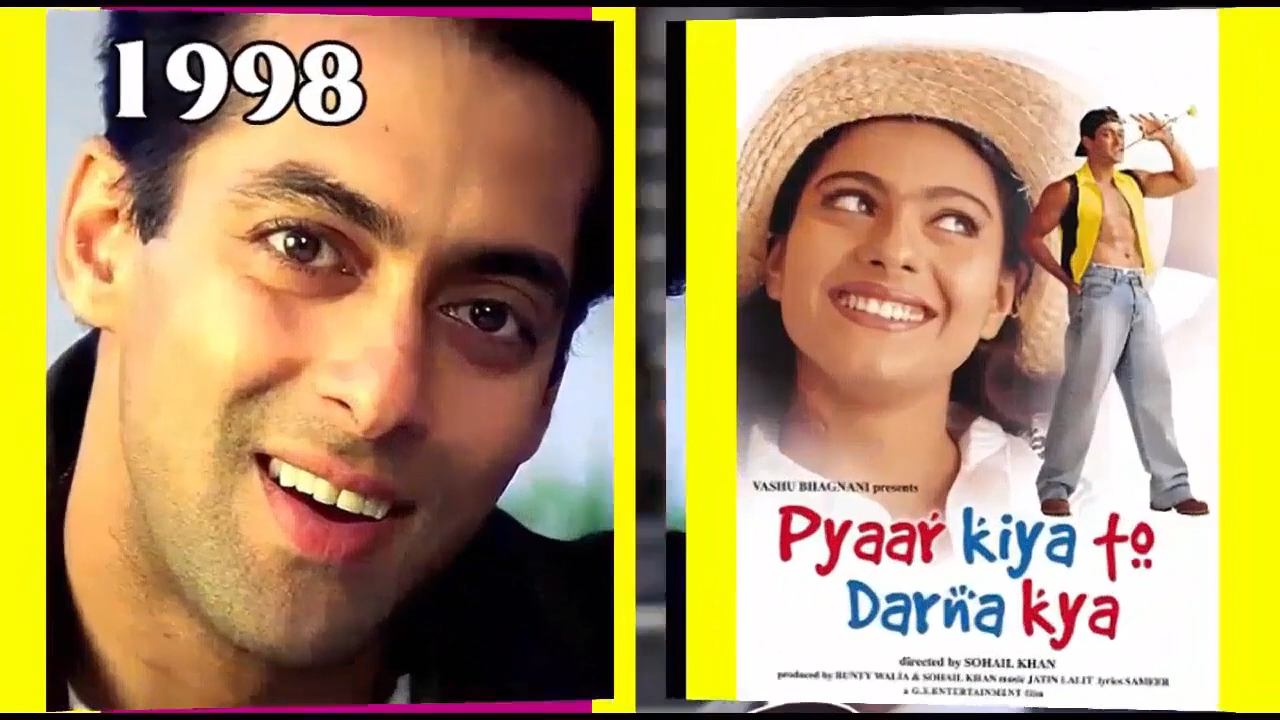 1998
VASHU BHAGNANI presents
Pyaar kiya to
Darna kya
directed by SOHAIL KHAN
produced by BUNTY WALIA & SOHAIL KHAN music JATIN LALIT lyrics SAMEER
a G.S.ENTERTAINMENT film